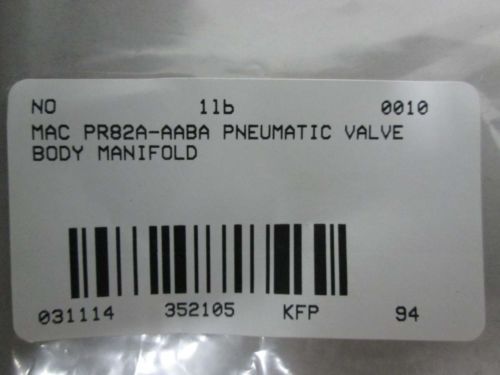 NO 1lb 0010
MAC PR82A-AABA PNEUMATIC VALVE
BODY MANIFOLD
031114 352105 KFP 94